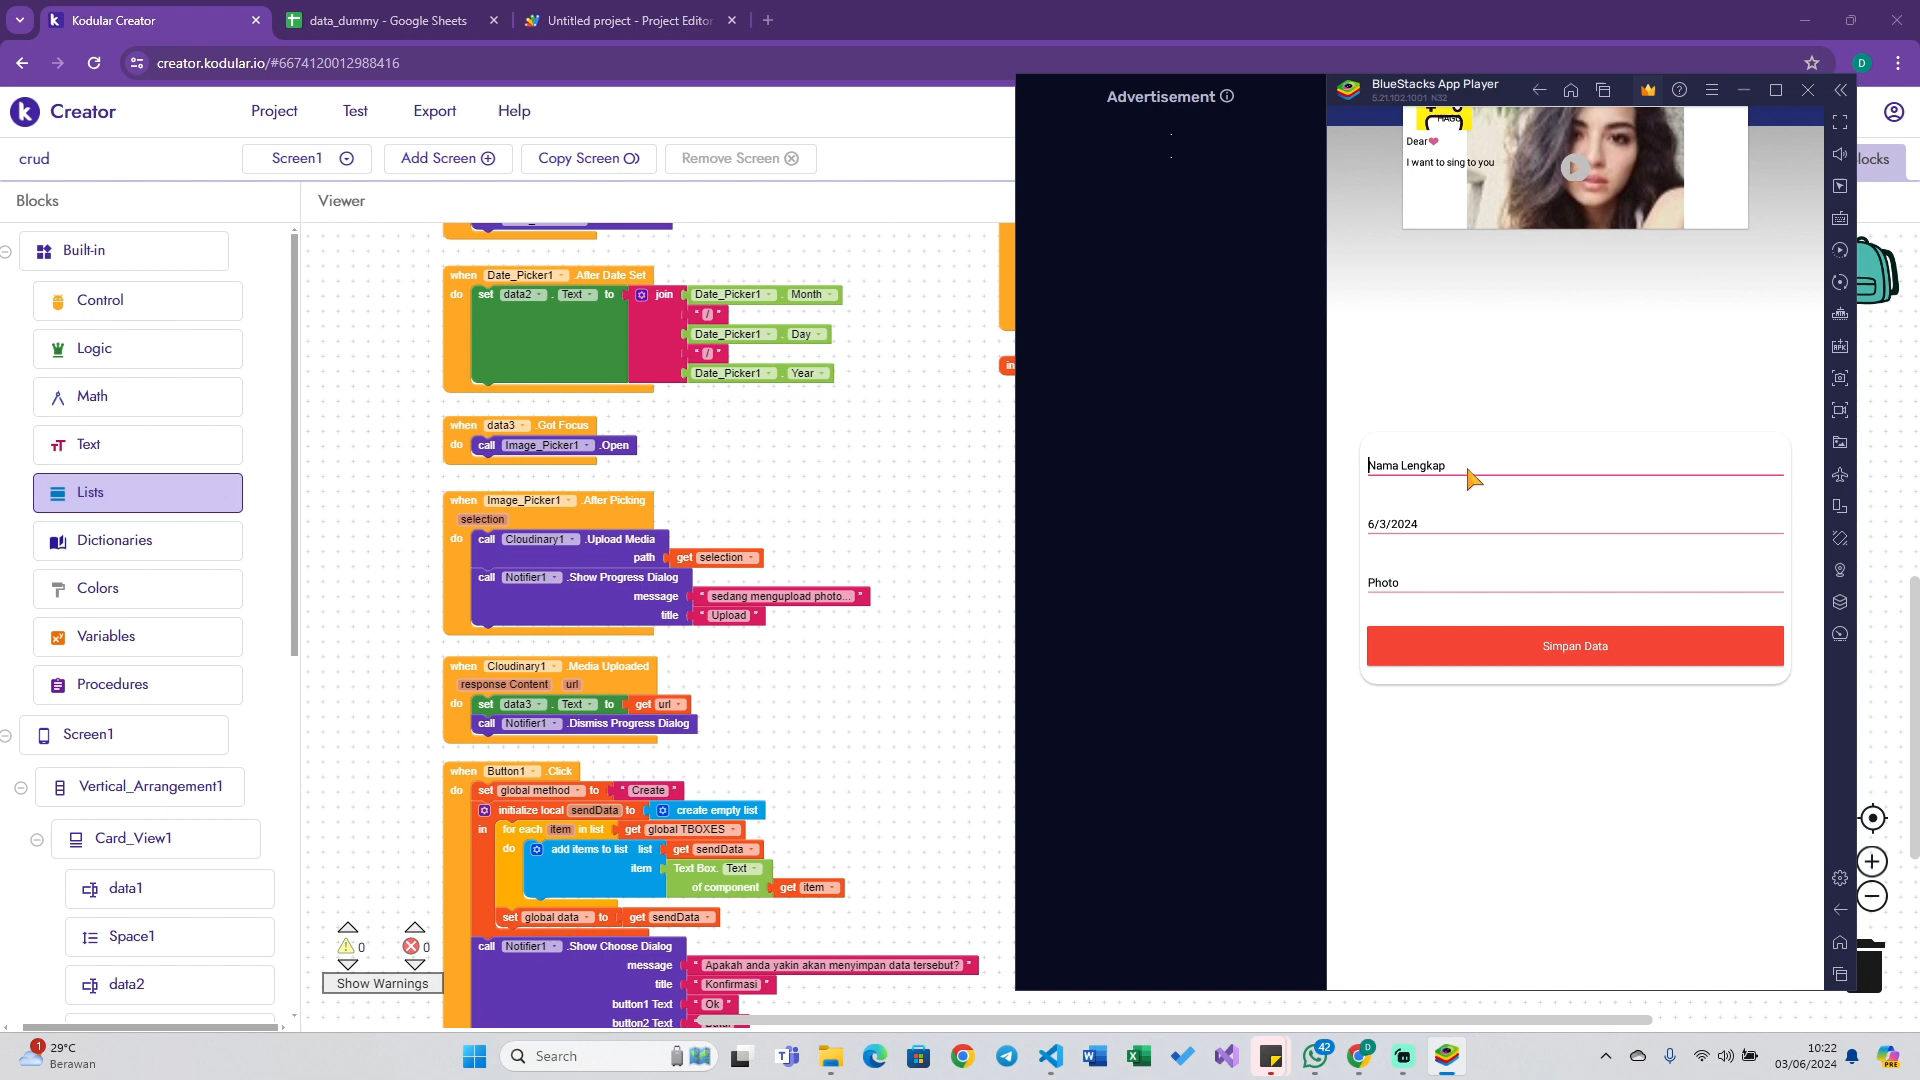 Kodular Creator
data_dummy - Google Sheets
Untitled project - Project Editor
creator.kodular.io/#6674120012988416
D
Creator
Project
Test
Export
Help
crud
Screen1
Add Screen
Copy Screen
Remove Screen
Blocks
Viewer
Built-in
Control
Logic
Math
Text
Lists
Dictionaries
Colors
Variables
Procedures
Screen1
Vertical_Arrangement1
Card_View1
data1
Space1
data2
when Date_Picker1 .After Date Set
do set data2 . Text to join Date_Picker1 . Month
" / "
Date_Picker1 . Day
" / "
Date_Picker1 . Year
when data3 .Got Focus
do call Image_Picker1 .Open
when Image_Picker1 .After Picking
selection
do call Cloudinary1 .Upload Media
path get selection
call Notifier1 .Show Progress Dialog
message " sedang mengupload photo... "
title " Upload "
when Cloudinary1 .Media Uploaded
response Content url
do set data3 . Text to get url
call Notifier1 .Dismiss Progress Dialog
when Button1 .Click
do set global method to " Create "
initialize local sendData to create empty list
in for each item in list get global TBOXES
do add items to list list get sendData
item Text Box. Text
of component get item
set global data to get sendData
call Notifier1 .Show Choose Dialog
message " Apakah anda yakin akan menyimpan data tersebut? "
title " Konfirmasi "
button1 Text " Ok "
button2 Text
0
0
Show Warnings
in
Advertisement
BlueStacks App Player
5.21.102.1001 N32
Dear
I want to sing to you
Nama Lengkap
6/3/2024
Photo
Simpan Data
locks
1
29°C
Berawan
Search
42
D
10:22
03/06/2024
PRE